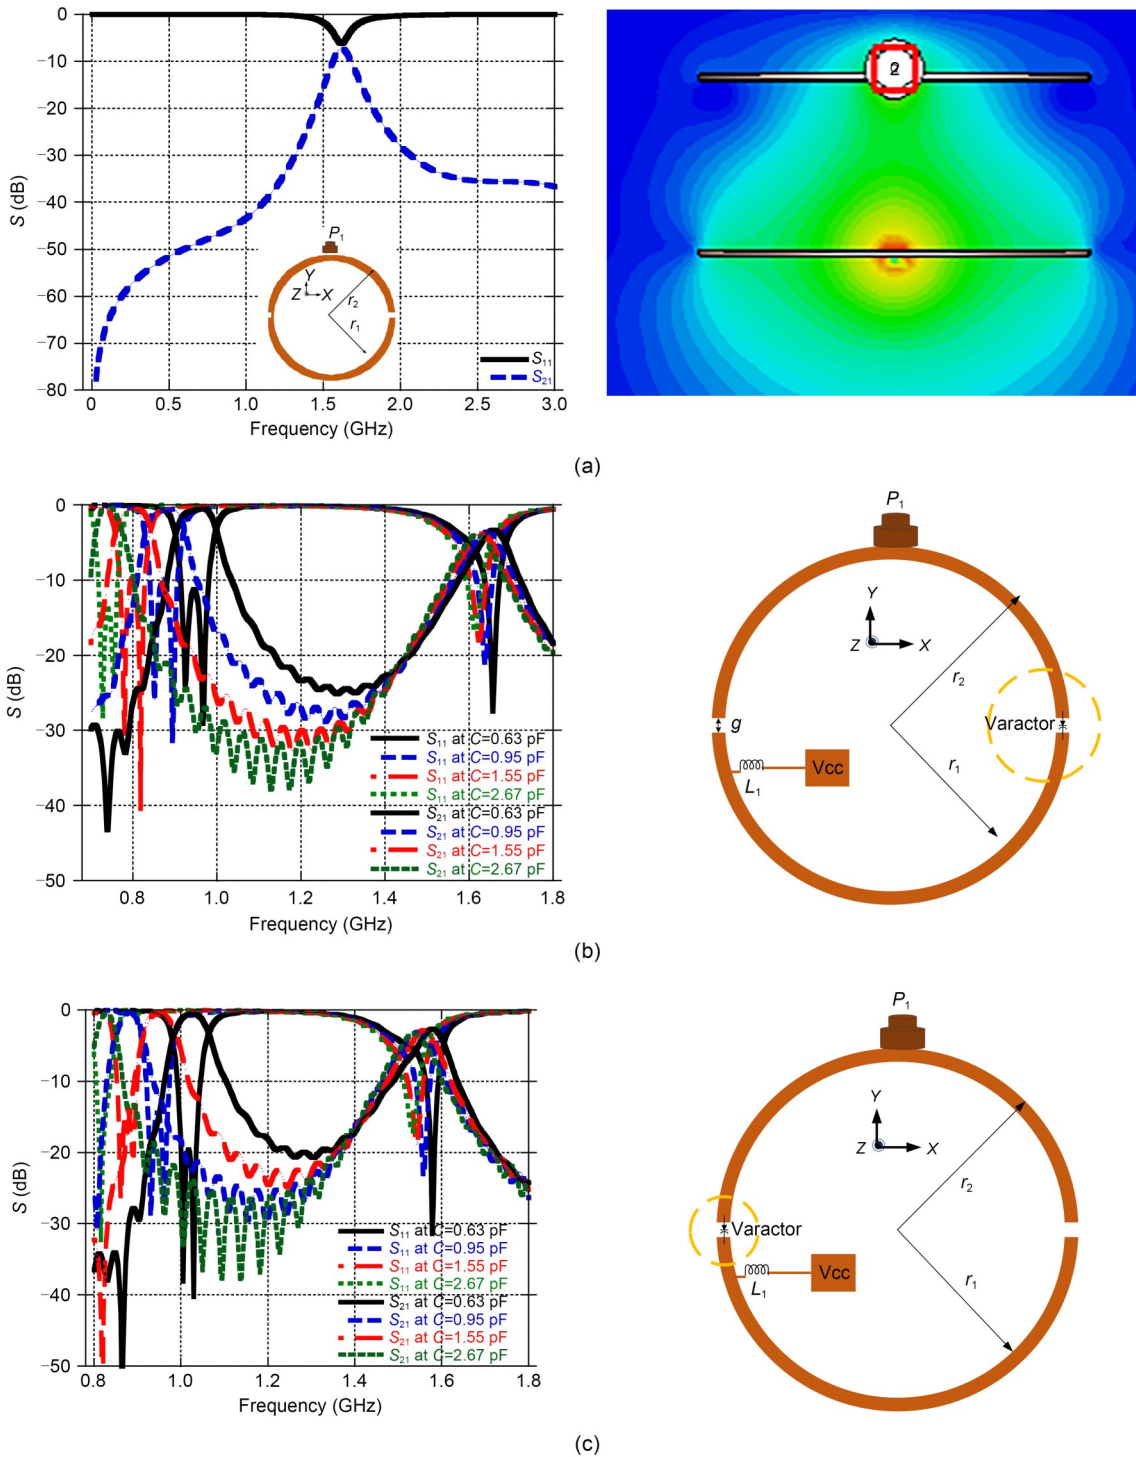 0
−10
−20
−30
−40
−50
−60
−70
−80
S (dB)
P1
Y
Z X
r2
r1
S11
S21
0 0.5 1.0 1.5 2.0 2.5 3.0
Frequency (GHz)
(a)
0
−10
−20
−30
−40
−50
S (dB)
S11 at C=0.63 pF
S11 at C=0.95 pF
S11 at C=1.55 pF
S11 at C=2.67 pF
S21 at C=0.63 pF
S21 at C=0.95 pF
S21 at C=1.55 pF
S21 at C=2.67 pF
0.8 1.0 1.2 1.4 1.6 1.8
Frequency (GHz)
P1
Y
Z X
r2
g
Varactor
r1
L1
Vcc
(b)
0
−10
−20
−30
−40
−50
S (dB)
S11 at C=0.63 pF
S11 at C=0.95 pF
S11 at C=1.55 pF
S11 at C=2.67 pF
S21 at C=0.63 pF
S21 at C=0.95 pF
S21 at C=1.55 pF
S21 at C=2.67 pF
0.8 1.0 1.2 1.4 1.6 1.8
Frequency (GHz)
P1
Y
Z X
r2
Varactor
r1
L1
Vcc
(c)